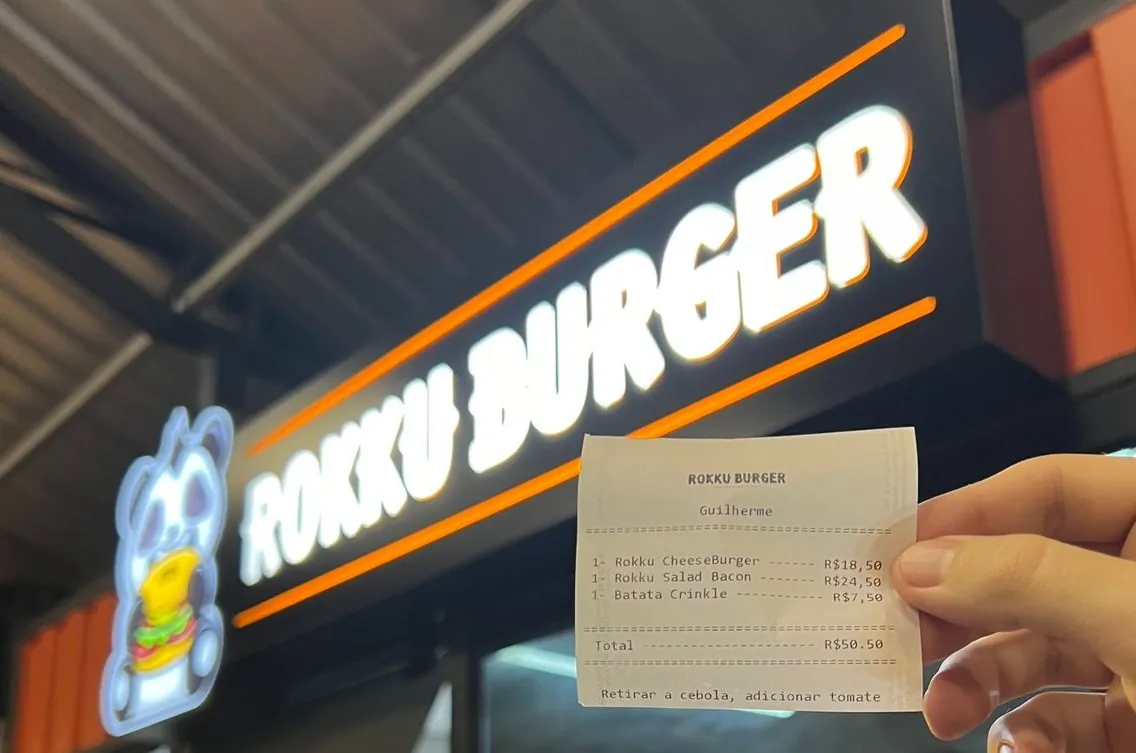 ROKKU BURGER
ROKKU BURGER
Guilherme
================================================
1- Rokku CheeseBurger ------ R$18,50
1- Rokku Salad Bacon ------- R$24,50
1- Batata Crinkle ----------- R$7,50
================================================
Total ---------------------- R$50.50
================================================
Retirar a cebola, adicionar tomate